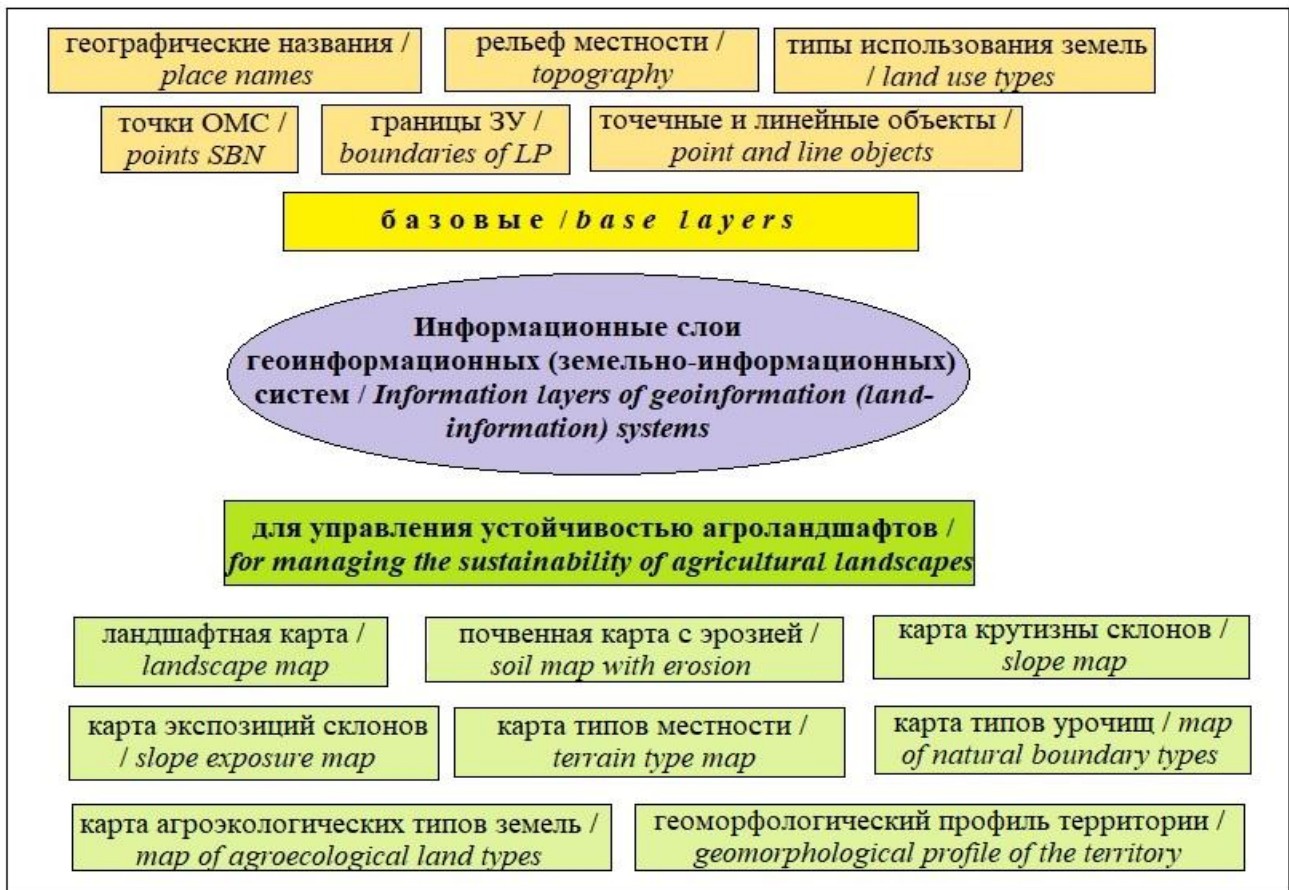 географические названия /
place names
рельеф местности /
topography
типы использования земель
/ land use types
точки ОМС /
points SBN
границы ЗУ /
boundaries of LP
точечные и линейные объекты /
point and line objects
базовые / base layers
Информационные слои
геоинформационных (земельно-информационных)
систем / Information layers of geoinformation (land-
information) systems
для управления устойчивостью агроландшафтов /
for managing the sustainability of agricultural landscapes
ландшафтная карта /
landscape map
почвенная карта с эрозией /
soil map with erosion
карта крутизны склонов /
slope map
карта экспозиций склонов
/ slope exposure map
карта типов местности /
terrain type map
карта типов урочищ / map
of natural boundary types
карта агроэкологических типов земель /
map of agroecological land types
геоморфологический профиль территории /
geomorphological profile of the territory